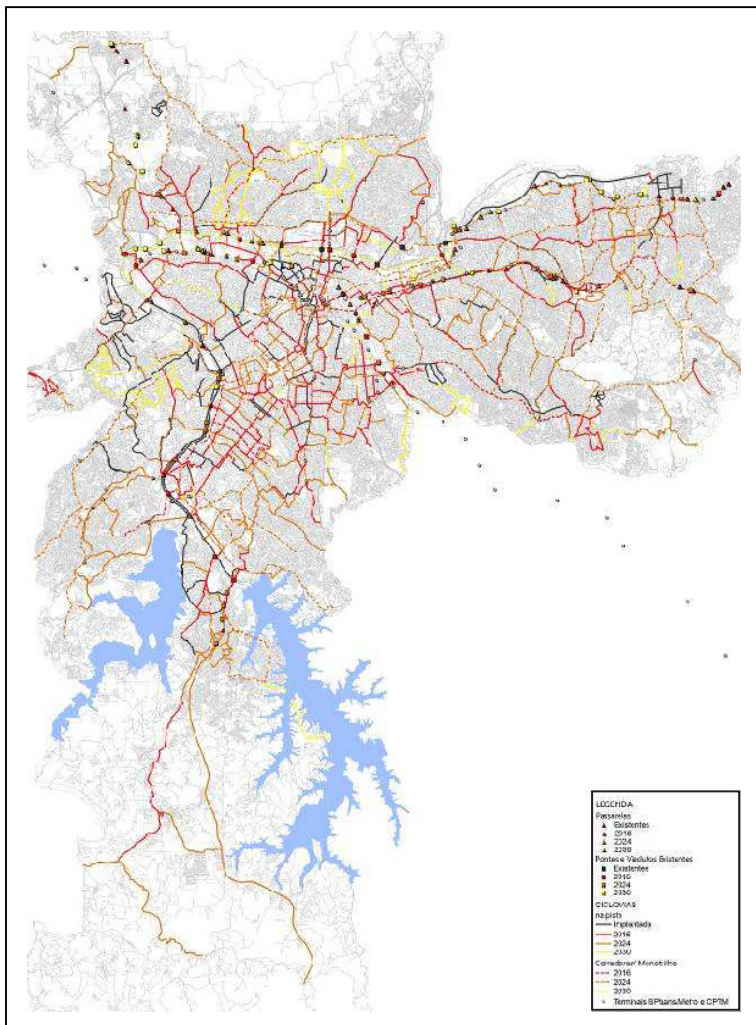 LEGENDA
Passarelas
Existentes
2016
2024
2030
Pontes e Viadutos Existentes
Existentes
2016
2024
2030
CICLOVIAS
na pista
Implantada
2016
2024
2030
Corredores/ Monotrilho
2016
2024
2030
Terminais SPTrans/Metro e CPTM